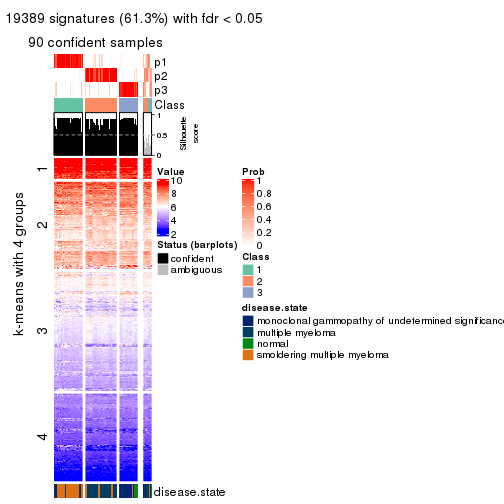 19389 signatures (61.3%) with fdr < 0.05
90 confident samples
p1
p2
p3
Class
1
0.5
0
Silhouette
score
k-means with 4 groups
1
2
3
4
disease.state
Value
10
8
6
4
2
Status (barplots)
confident
ambiguous
Prob
1
0.8
0.6
0.4
0.2
0
Class
1
2
3
disease.state
monoclonal gammopathy of undetermined significance
multiple myeloma
normal
smoldering multiple myeloma